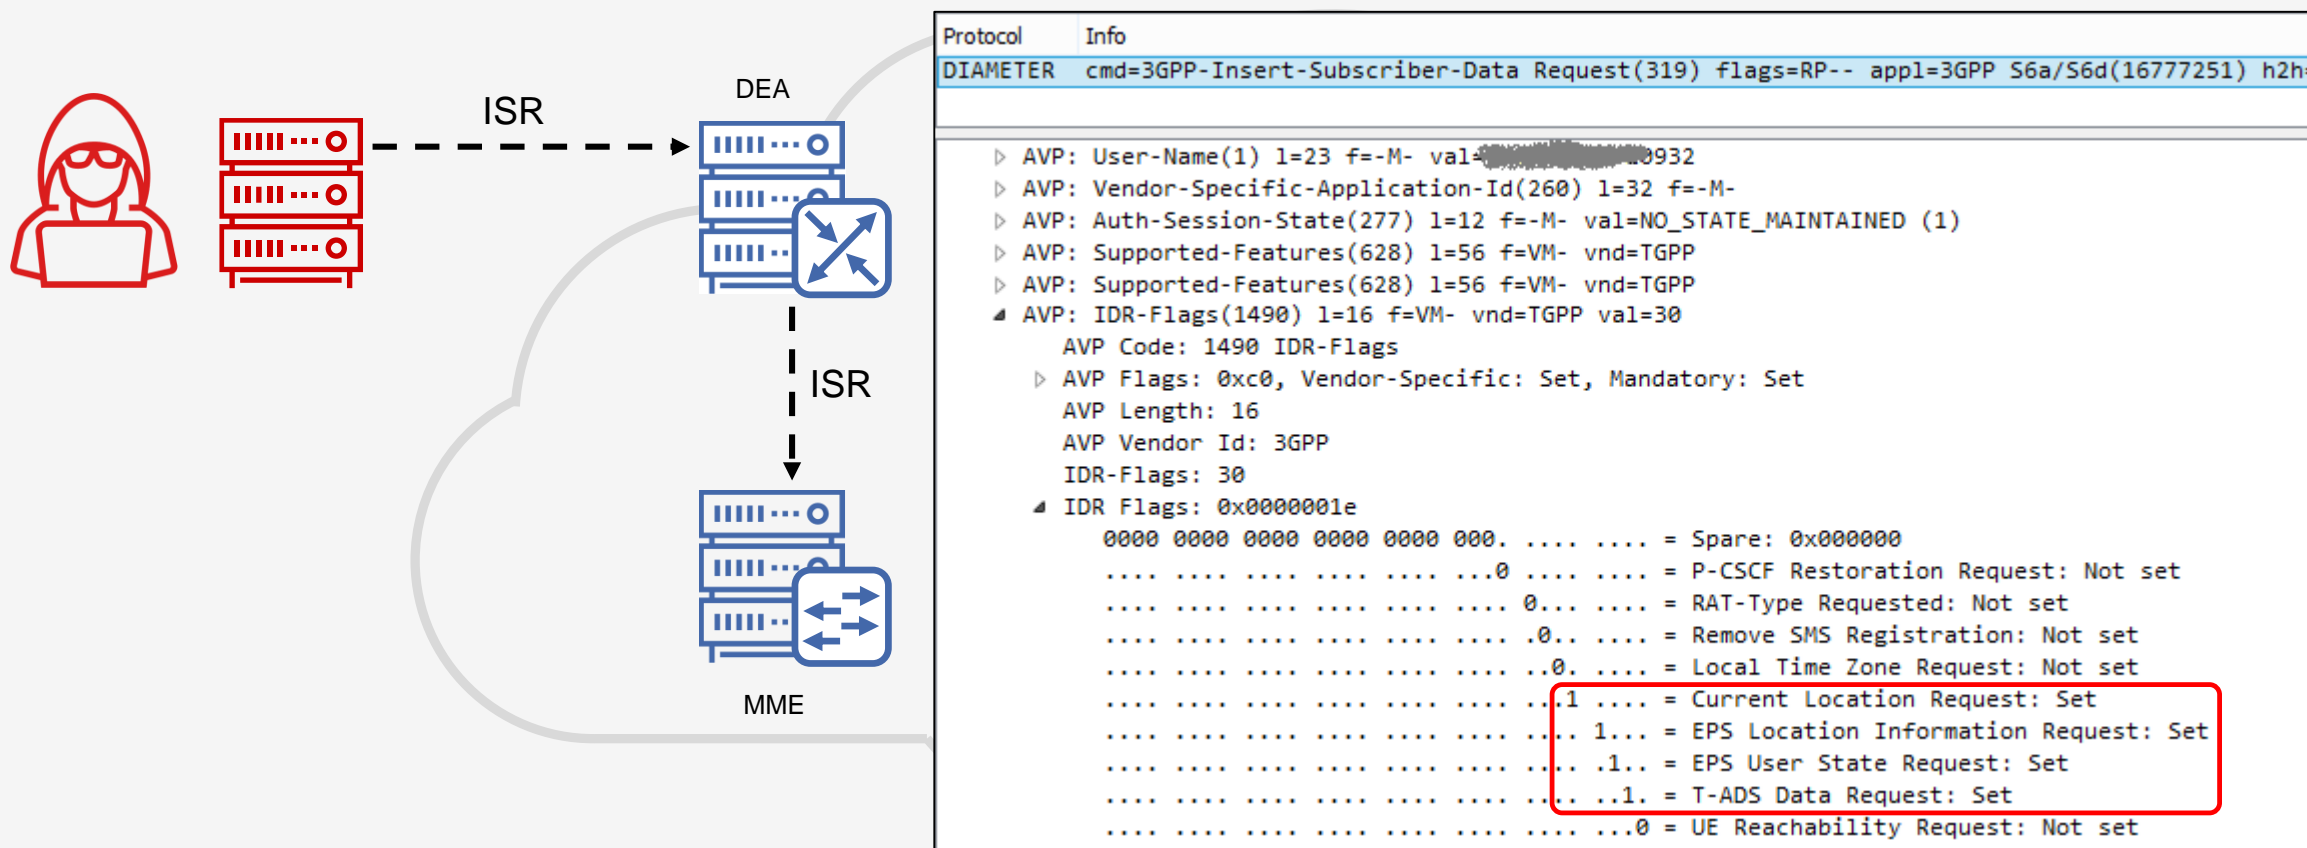 DEA
ISR
ISR
MME
Protocol Info
DIAMETER cmd=3GPP-Insert-Subscriber-Data Request(319) flags=RP-- appl=3GPP S6a/S6d(16777251) h2h=
AVP: User-Name(1) l=23 f=-M- val= 0932
AVP: Vendor-Specific-Application-Id(260) l=32 f=-M-
AVP: Auth-Session-State(277) l=12 f=-M- val=NO_STATE_MAINTAINED (1)
AVP: Supported-Features(628) l=56 f=VM- vnd=TGPP
AVP: Supported-Features(628) l=56 f=VM- vnd=TGPP
AVP: IDR-Flags(1490) l=16 f=VM- vnd=TGPP val=30
AVP Code: 1490 IDR-Flags
AVP Flags: 0xc0, Vendor-Specific: Set, Mandatory: Set
AVP Length: 16
AVP Vendor Id: 3GPP
IDR-Flags: 30
IDR Flags: 0x0000001e
0000 0000 0000 0000 0000 000. .... .... = Spare: 0x000000
.... .... .... .... .... ...0 .... .... = P-CSCF Restoration Request: Not set
.... .... .... .... .... .... 0... .... = RAT-Type Requested: Not set
.... .... .... .... .... .... .0.. .... = Remove SMS Registration: Not set
.... .... .... .... .... .... ..0. .... = Local Time Zone Request: Not set
.... .... .... .... .... .... ...1 .... = Current Location Request: Set
.... .... .... .... .... .... .... 1... = EPS Location Information Request: Set
.... .... .... .... .... .... .... .1.. = EPS User State Request: Set
.... .... .... .... .... .... .... ..1. = T-ADS Data Request: Set
.... .... .... .... .... .... .... ...0 = UE Reachability Request: Not set